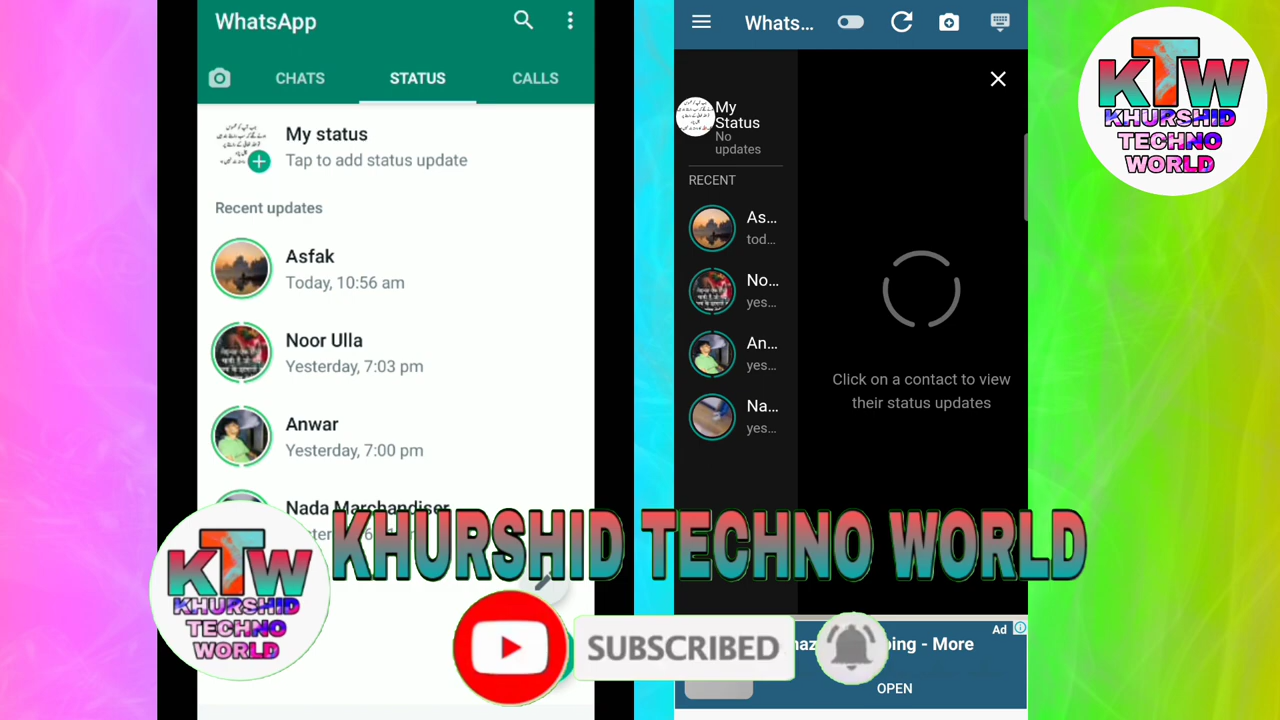 WhatsApp
CHATS
STATUS
CALLS
My status
Tap to add status update
Recent updates
Asfak
Today, 10:56 am
Noor Ulla
Yesterday, 7:03 pm
Anwar
Yesterday, 7:00 pm
Nada Marchandiser
Whats...
My
Status
No
updates
RECENT
As...
tod...
No...
yes...
An...
yes...
Na...
yes...
Click on a contact to view
their status updates
KTW
KHURSHID
TECHNO
WORLD
KTW
KHURSHID
TECHNO
WORLD
KHURSHID TECHNO WORLD
SUBSCRIBED
Ad
- More
OPEN